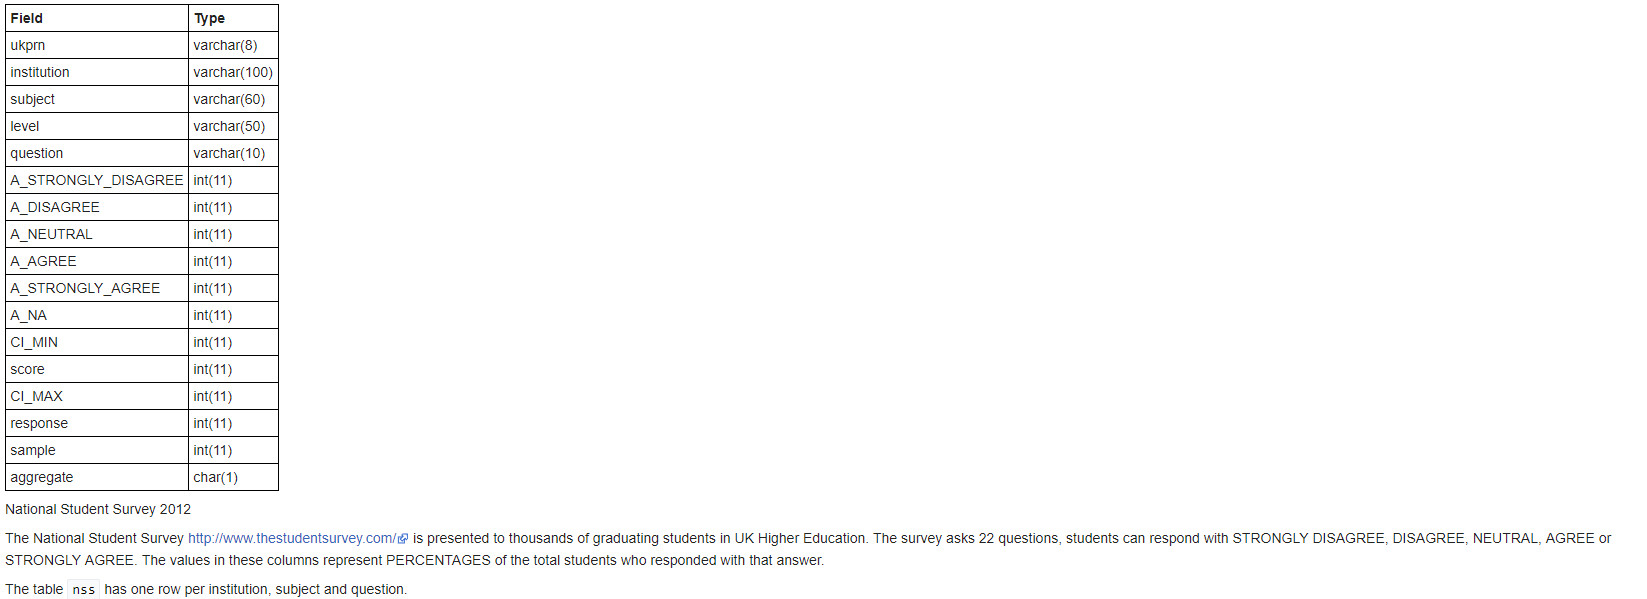 Field Type
ukprn varchar(8)
institution varchar(100)
subject varchar(60)
level varchar(50)
question varchar(10)
A_STRONGLY_DISAGREE int(11)
A_DISAGREE int(11)
A_NEUTRAL int(11)
A_AGREE int(11)
A_STRONGLY_AGREE int(11)
A_NA int(11)
CI_MIN int(11)
score int(11)
CI_MAX int(11)
response int(11)
sample int(11)
aggregate char(1)
National Student Survey 2012
The National Student Survey http://www.thestudentsurvey.com/ is presented to thousands of graduating students in UK Higher Education. The survey asks 22 questions, students can respond with STRONGLY DISAGREE, DISAGREE, NEUTRAL, AGREE or
STRONGLY AGREE. The values in these columns represent PERCENTAGES of the total students who responded with that answer.
The table nss has one row per institution, subject and question.